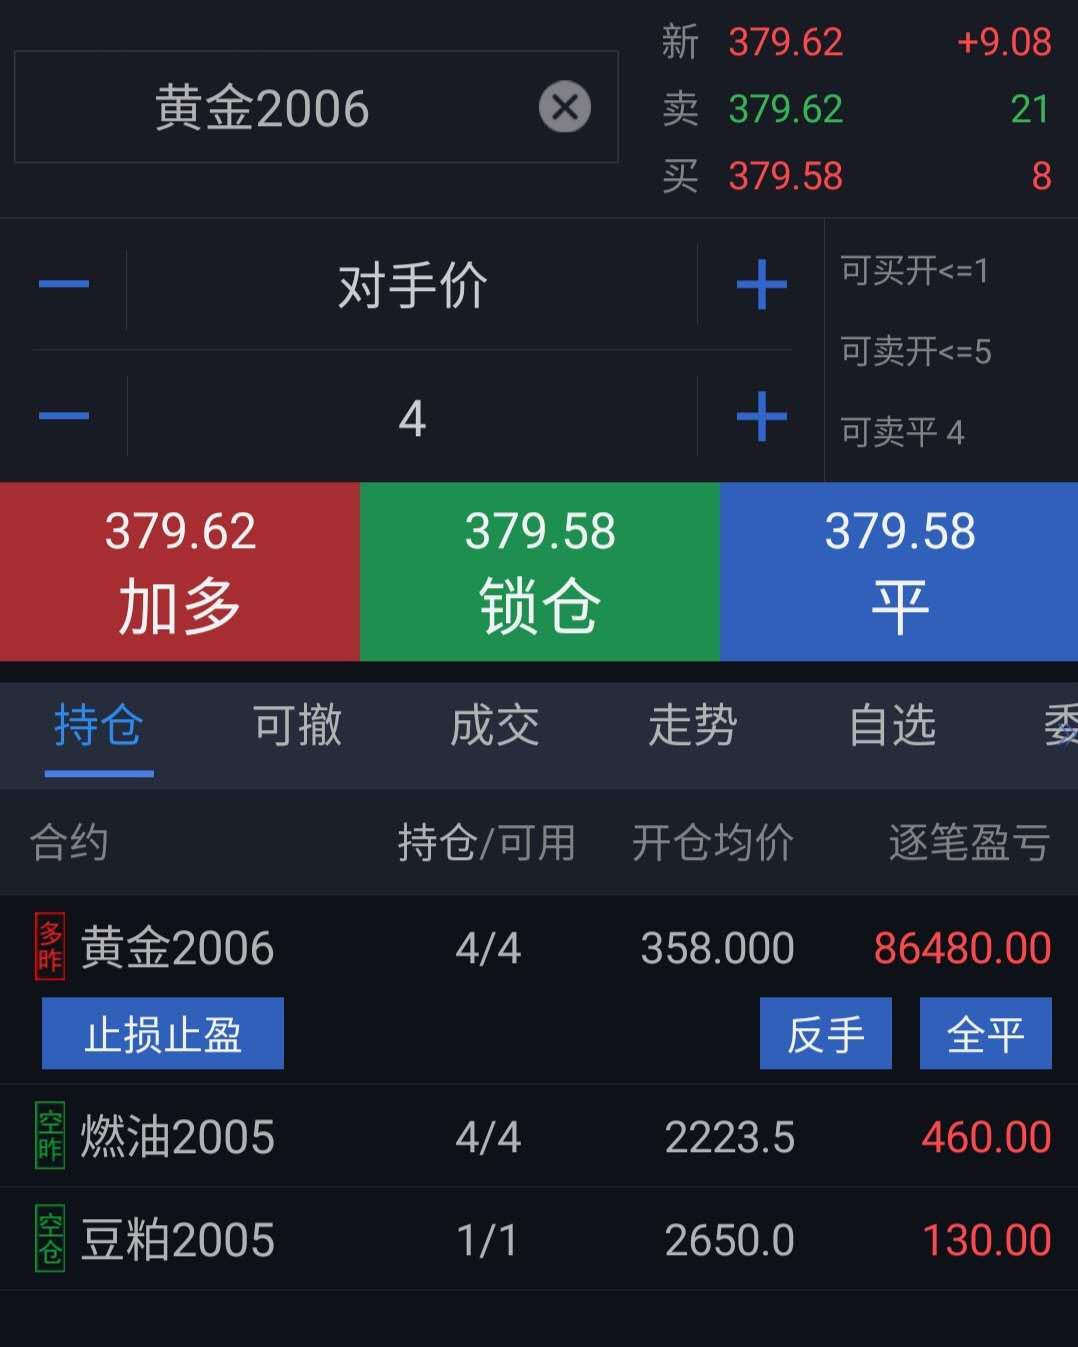 黄金2006
新 379.62 +9.08
卖 379.62 21
买 379.58 8
对手价
可买开<=1
可卖开<=5
4
可卖平 4
379.62 379.58 379.58
加多 锁仓 平
持仓 可撤 成交 走势 自选 委
合约 持仓/可用 开仓均价 逐笔盈亏
多昨 黄金2006 4/4 358.000 86480.00
止损止盈 反手 全平
空昨 燃油2005 4/4 2223.5 460.00
空仓 豆粕2005 1/1 2650.0 130.00